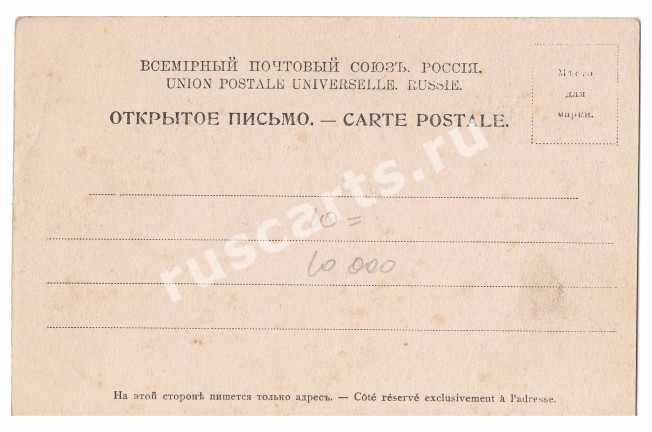 ВСЕМІРНЫЙ ПОЧТОВЫЙ СОЮЗЪ. РОССІЯ.
UNION POSTALE UNIVERSELLE. RUSSIE.
Мѣсто
для
марки.
ОТКРЫТОЕ ПИСЬМО. — CARTE POSTALE.
10 =
10 000
ruscarts.ru
На этой сторонѣ пишется только адресъ. — Côté réservé exclusivement à l'adresse.